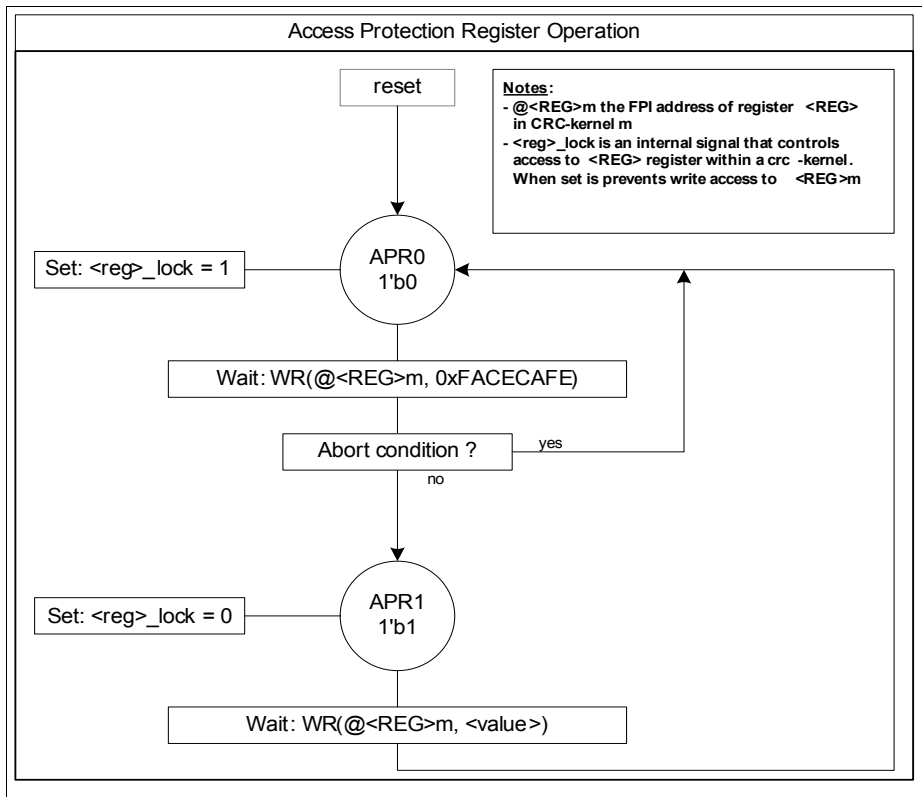 Access Protection Register Operation
reset
Notes:
- @<REG>m the FPI address of register <REG>
in CRC-kernel m
- <reg>_lock is an internal signal that controls
access to <REG> register within a crc -kernel.
When set is prevents write access to <REG>m
APR0
1'b0
Set: <reg>_lock = 1
Wait: WR(@<REG>m, 0xFACECAFE)
Abort condition ?
yes
no
APR1
1'b1
Set: <reg>_lock = 0
Wait: WR(@<REG>m, <value>)